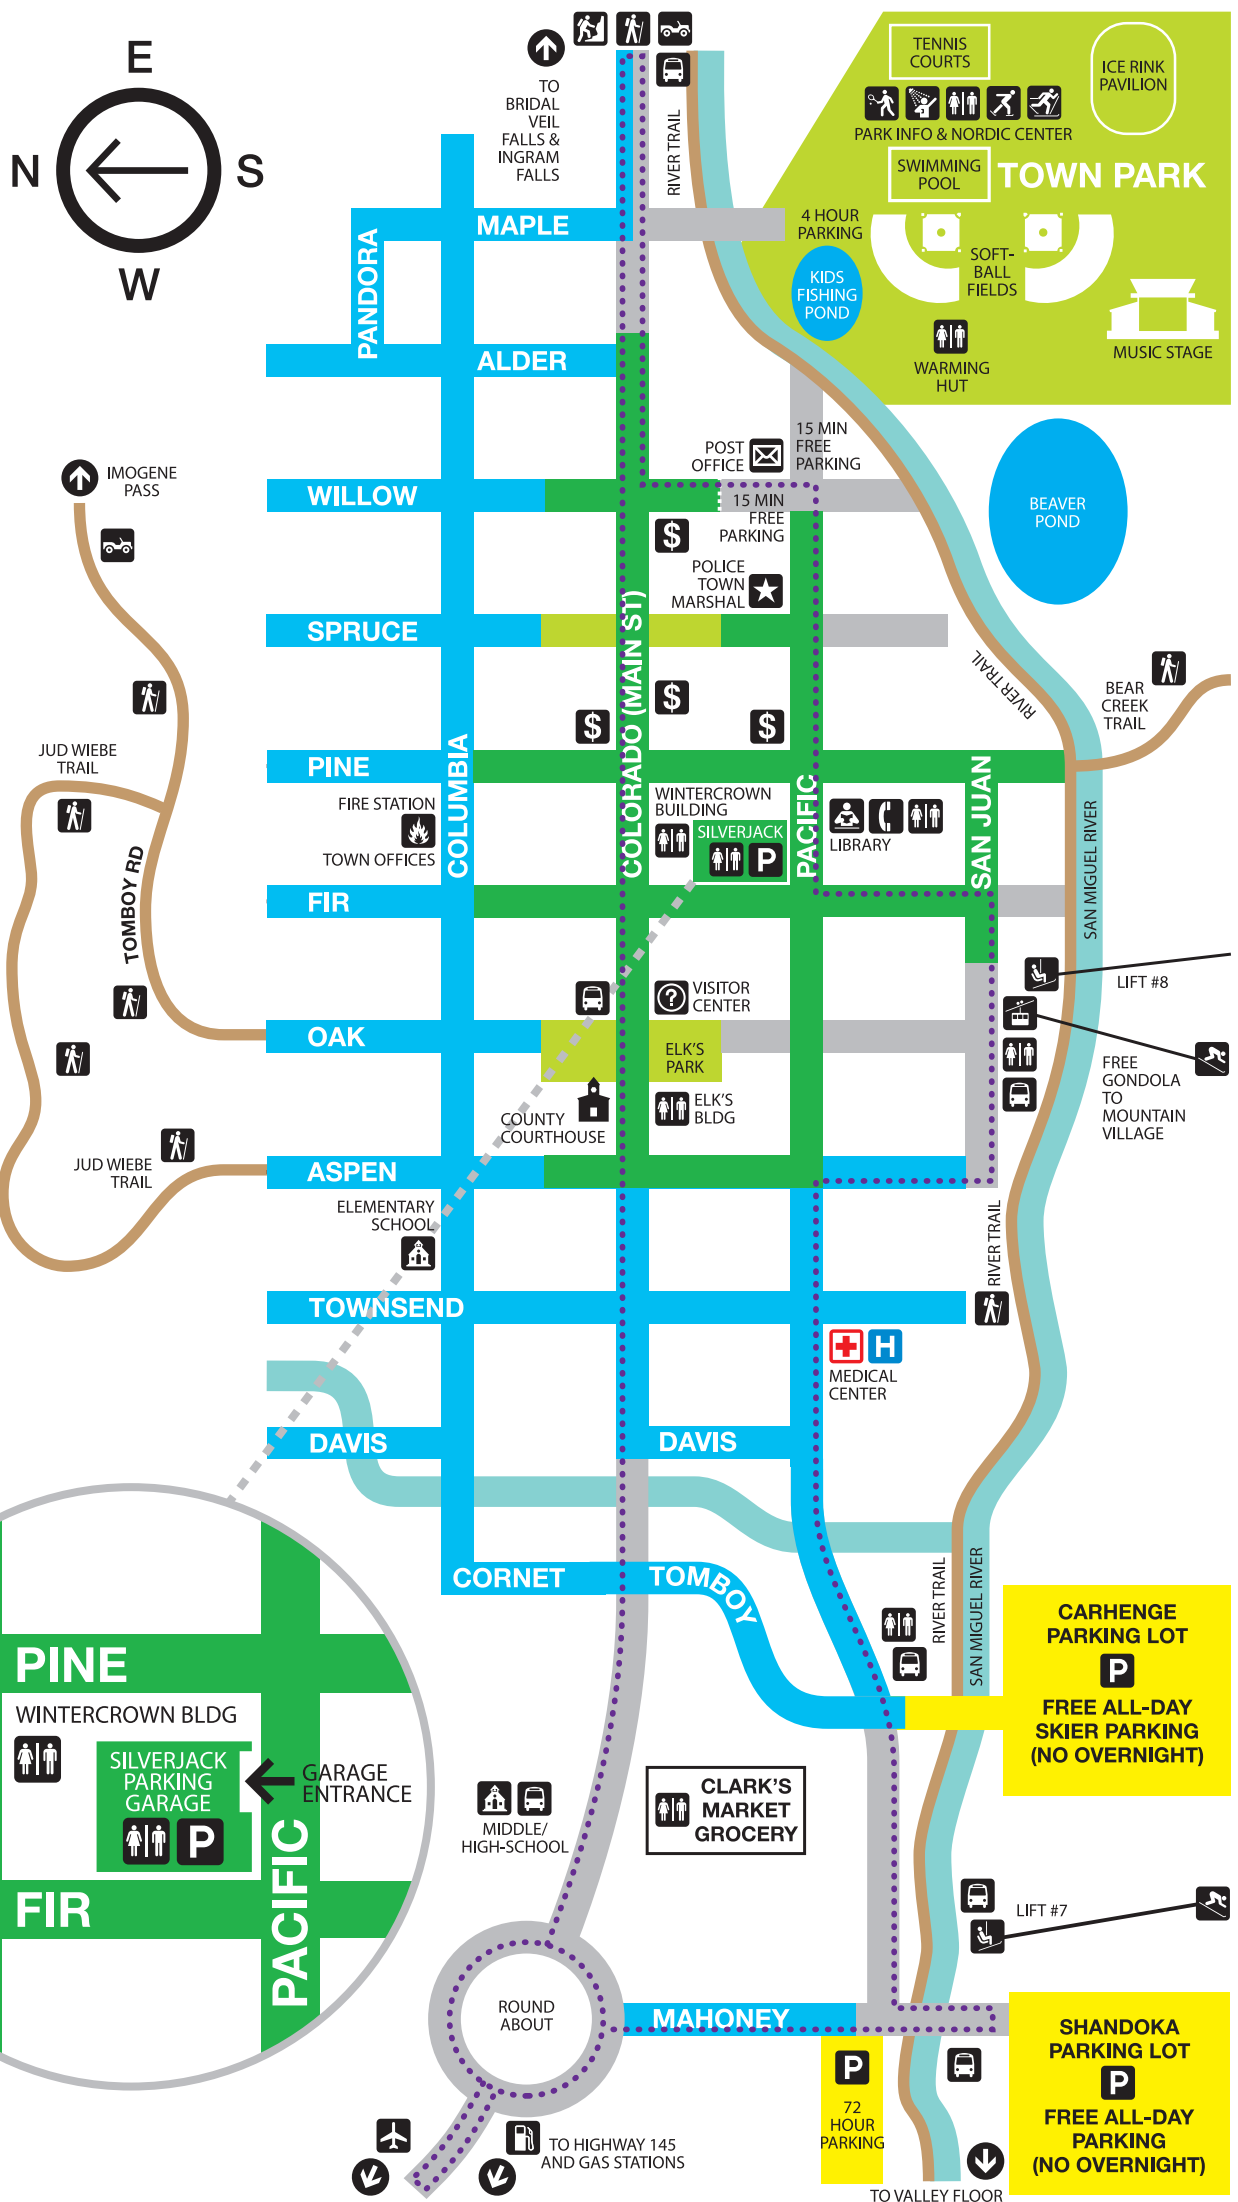 E
N
S
W
TO
BRIDAL
VEIL
FALLS &
INGRAM
FALLS
RIVER TRAIL
TENNIS
COURTS
ICE RINK
PAVILION
PARK INFO & NORDIC CENTER
SWIMMING
POOL
TOWN PARK
4 HOUR
PARKING
SOFT-
BALL
FIELDS
KIDS
FISHING
POND
MUSIC STAGE
WARMING
HUT
MAPLE
PANDORA
ALDER
15 MIN
FREE
PARKING
POST
OFFICE
IMOGENE
PASS
WILLOW
15 MIN
FREE
PARKING
BEAVER
POND
$
POLICE
TOWN
MARSHAL
SPRUCE
COLORADO (MAIN ST)
RIVER TRAIL
BEAR
CREEK
TRAIL
$
$
$
JUD WIEBE
TRAIL
PINE
COLUMBIA
PACIFIC
SAN JUAN
FIRE STATION
TOWN OFFICES
WINTERCROWN
BUILDING
SILVERJACK
P
LIBRARY
SAN MIGUEL RIVER
TOMBOY RD
FIR
LIFT #8
?
VISITOR
CENTER
OAK
ELK'S
PARK
FREE
GONDOLA
TO
MOUNTAIN
VILLAGE
COUNTY
COURTHOUSE
ELK'S
BLDG
JUD WIEBE
TRAIL
ASPEN
ELEMENTARY
SCHOOL
RIVER TRAIL
TOWNSEND
H
MEDICAL
CENTER
DAVIS
DAVIS
CORNET
TOMBOY
RIVER TRAIL
SAN MIGUEL RIVER
CARHENGE
PARKING LOT
P
FREE ALL-DAY
SKIER PARKING
(NO OVERNIGHT)
PINE
WINTERCROWN BLDG
SILVERJACK
PARKING
GARAGE
P
GARAGE
ENTRANCE
FIR
PACIFIC
CLARK'S
MARKET
GROCERY
MIDDLE/
HIGH-SCHOOL
LIFT #7
ROUND
ABOUT
MAHONEY
SHANDOKA
PARKING LOT
P
FREE ALL-DAY
PARKING
(NO OVERNIGHT)
P
72
HOUR
PARKING
TO HIGHWAY 145
AND GAS STATIONS
TO VALLEY FLOOR